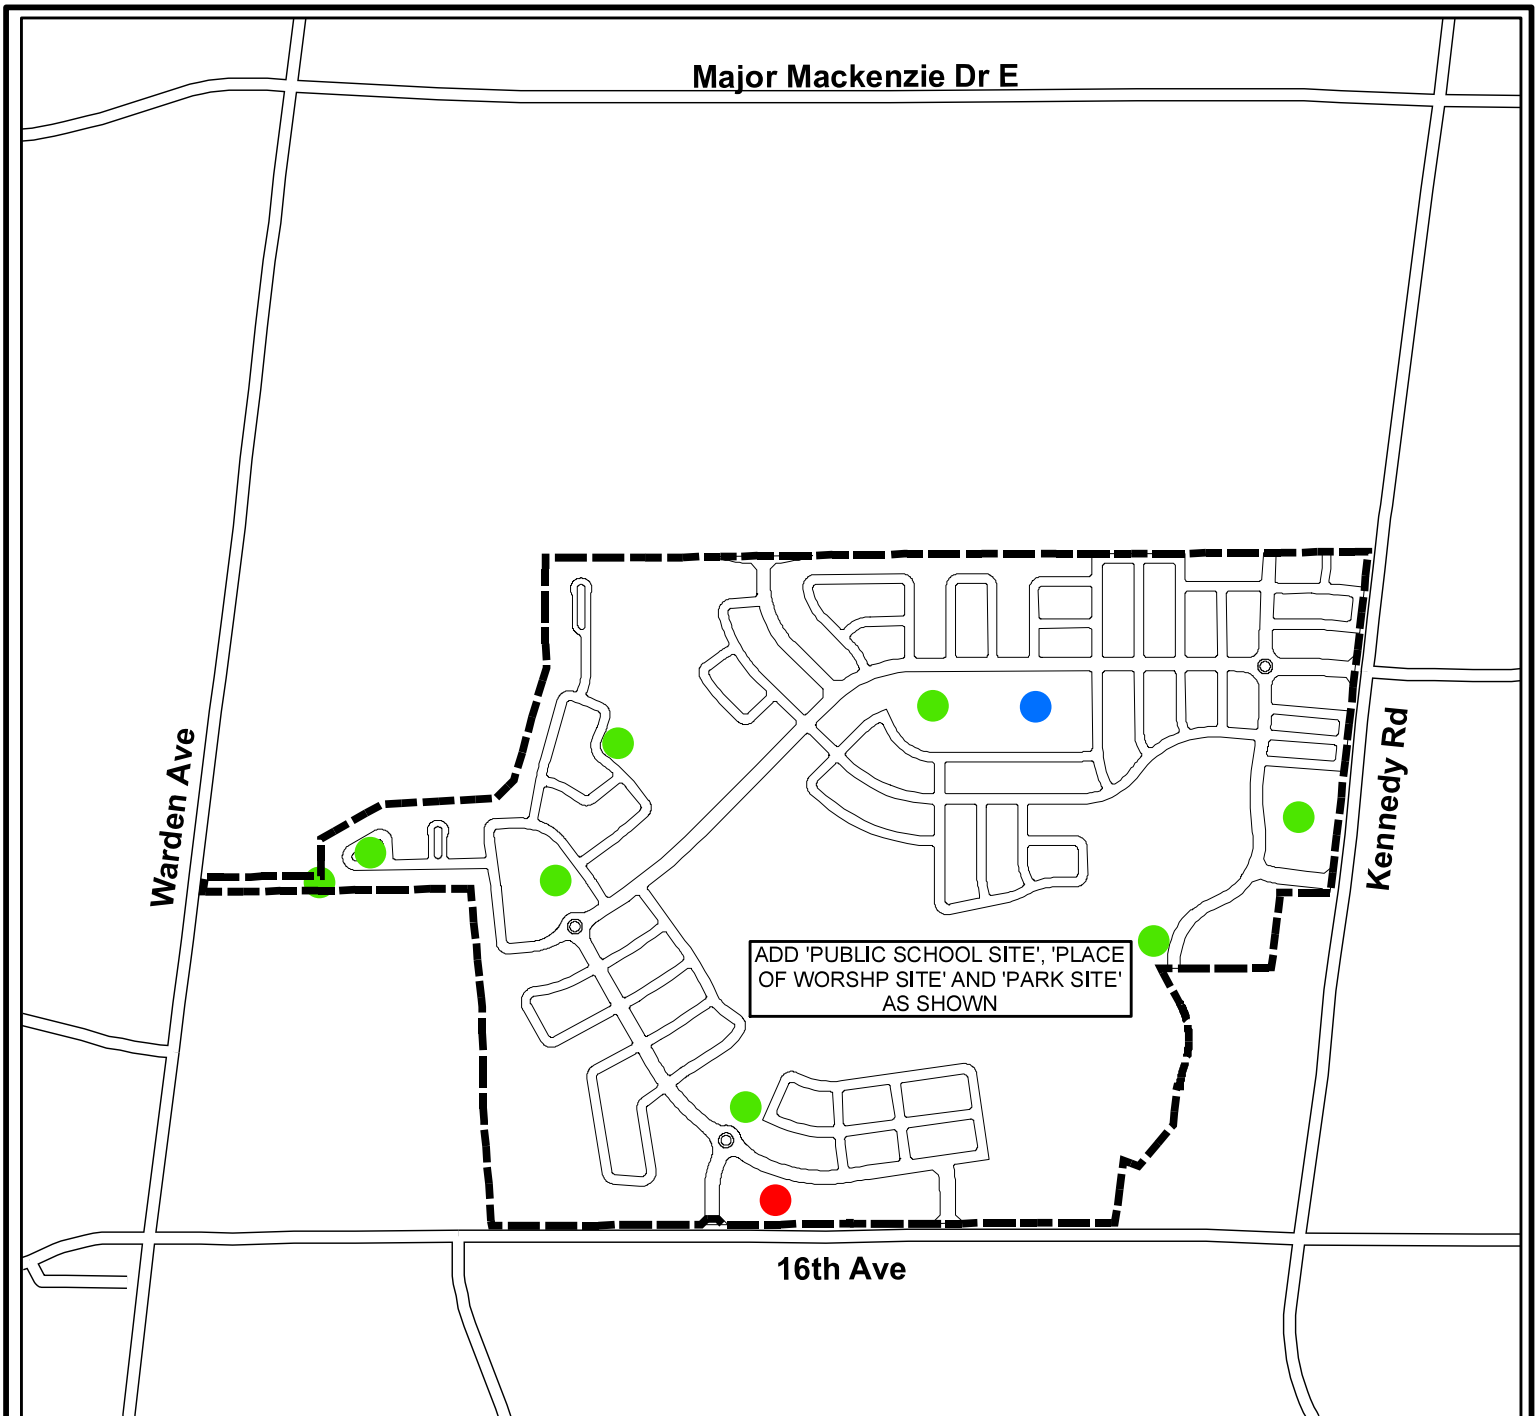 Major Mackenzie Dr E
Warden Ave
Kennedy Rd
ADD 'PUBLIC SCHOOL SITE', 'PLACE
OF WORSHP SITE' AND 'PARK SITE'
AS SHOWN
16th Ave